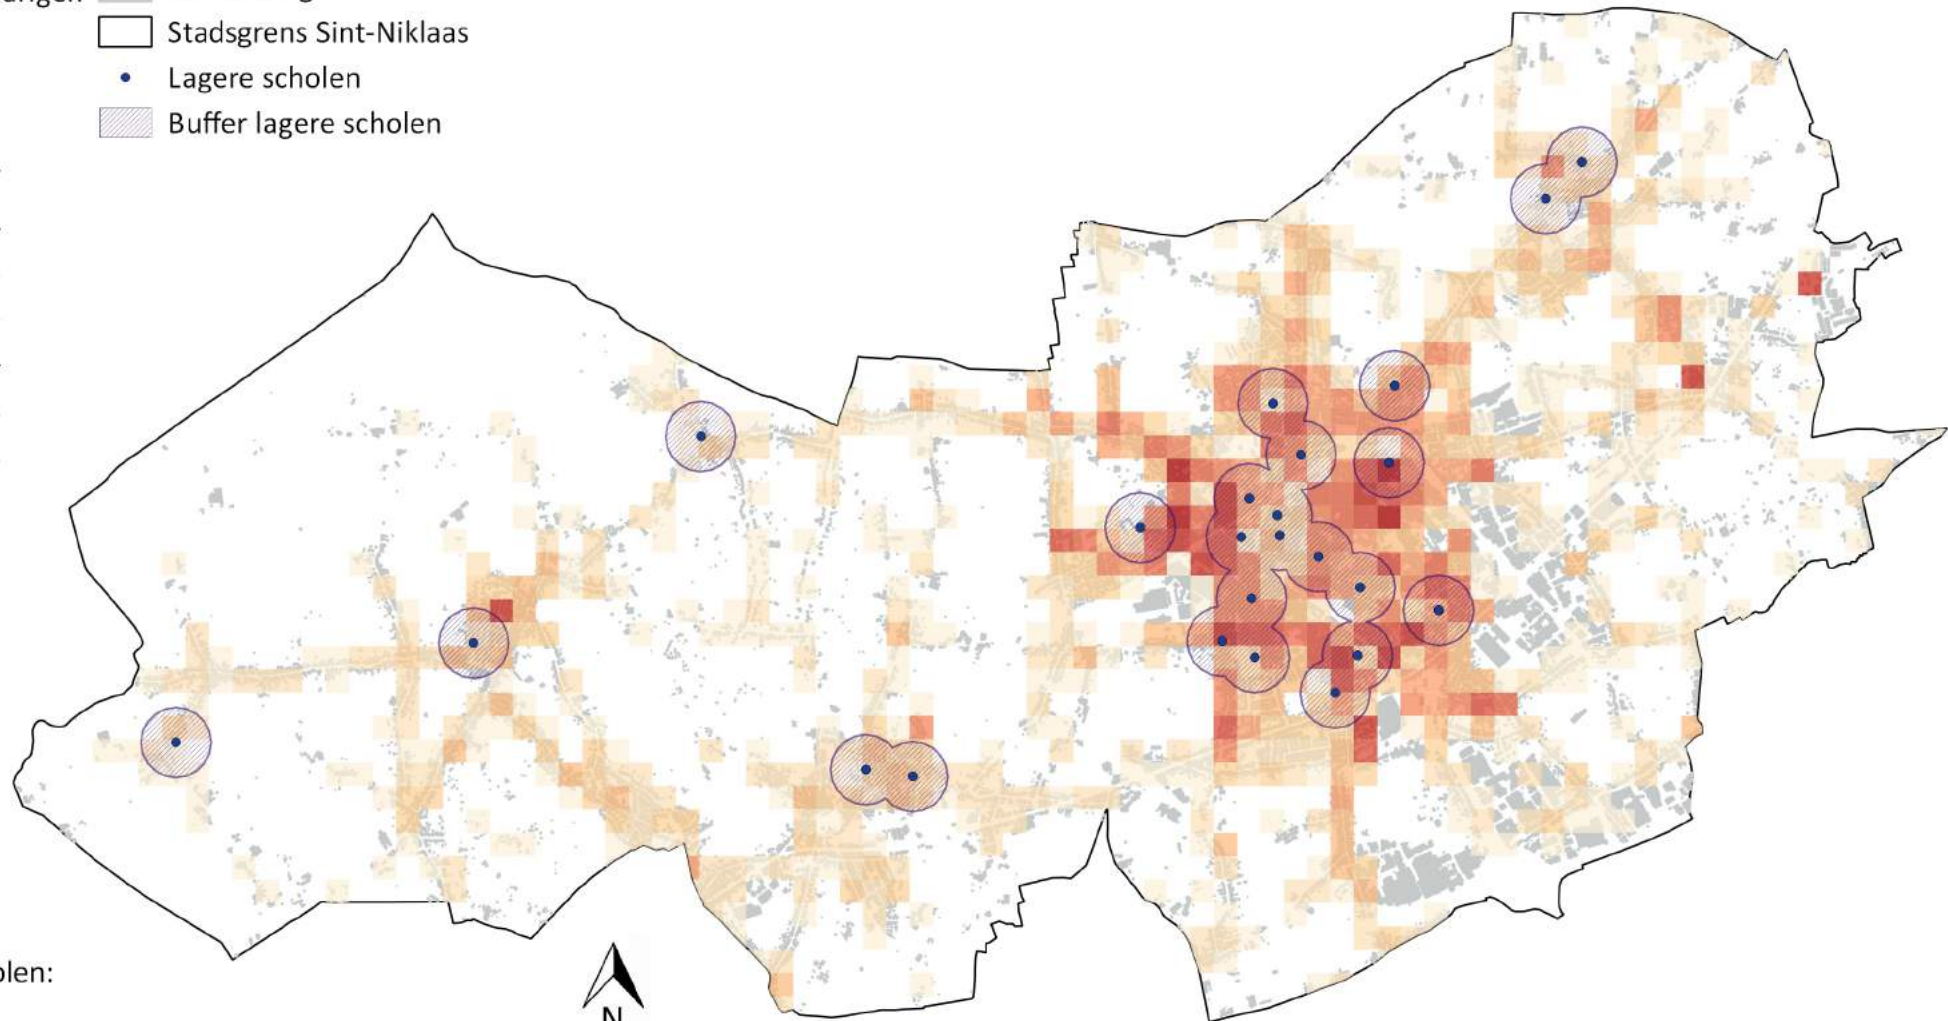 Stadsgrens Sint-Niklaas
Lagere scholen
Buffer lagere scholen
N